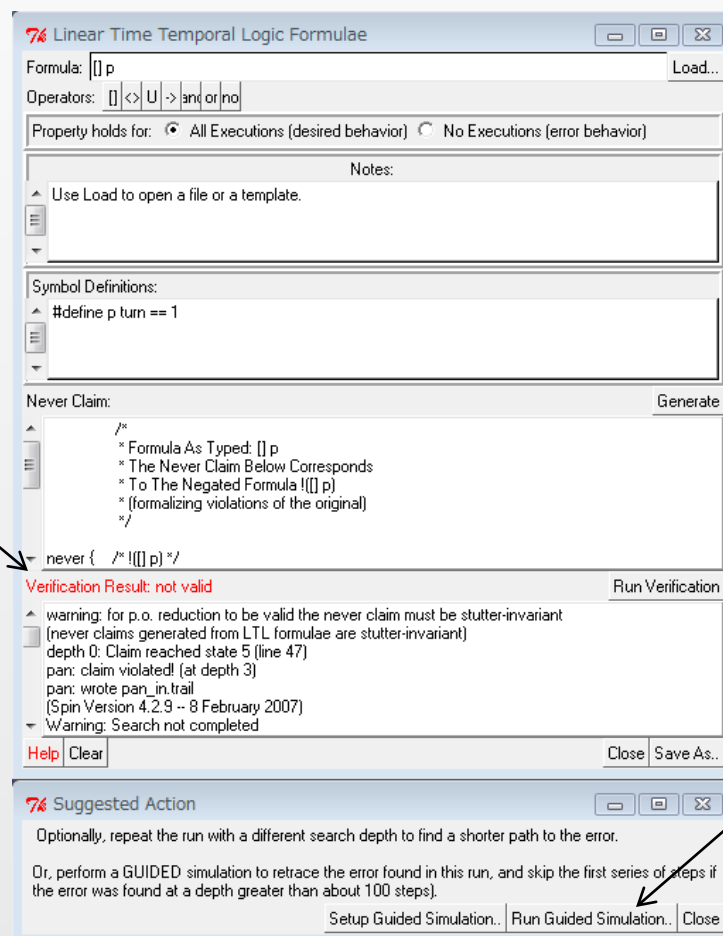 Linear Time Temporal Logic Formulae
Formula: [] p Load...
Operators: [] <> U -> and or no
Property holds for: All Executions (desired behavior) No Executions (error behavior)
Notes:
Use Load to open a file or a template.
Symbol Definitions:
#define p turn == 1
Never Claim: Generate
/*
* Formula As Typed: [] p
* The Never Claim Below Corresponds
* To The Negated Formula !([] p)
* (formalizing violations of the original)
*/
never { /* !([] p) */
Verification Result: not valid Run Verification
warning: for p.o. reduction to be valid the never claim must be stutter-invariant
(never claims generated from LTL formulae are stutter-invariant)
depth 0: Claim reached state 5 (line 47)
pan: claim violated! (at depth 3)
pan: wrote pan_in.trail
(Spin Version 4.2.9 -- 8 February 2007)
Warning: Search not completed
Help Clear Close Save As..
Suggested Action
Optionally, repeat the run with a different search depth to find a shorter path to the error.
Or, perform a GUIDED simulation to retrace the error found in this run, and skip the first series of steps if
the error was found at a depth greater than about 100 steps).
Setup Guided Simulation.. Run Guided Simulation.. Close